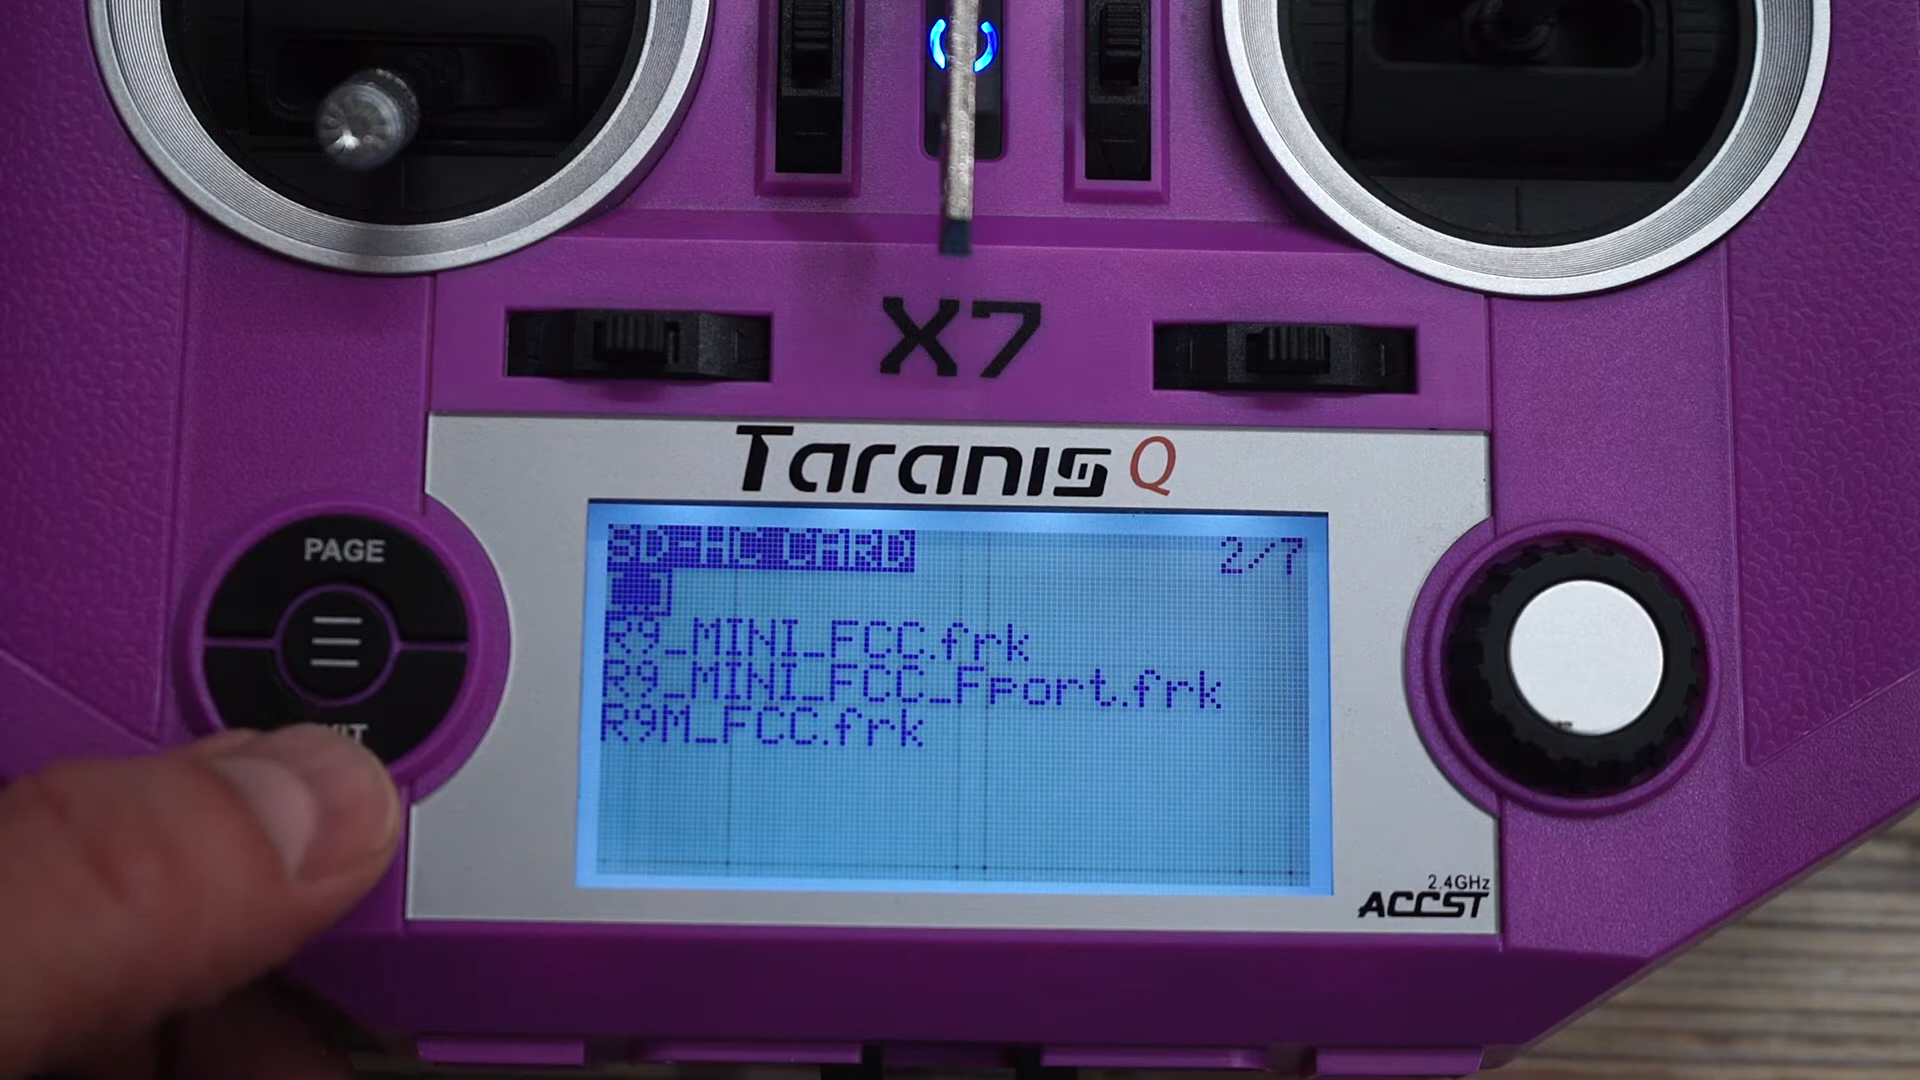 X7
Taranis Q
PAGE
SD-HC CARD 2/7
[..]
R9_MINI_FCC.frk
R9_MINI_FCC_Fport.frk
R9M_FCC.frk
2.4GHz
ACCST